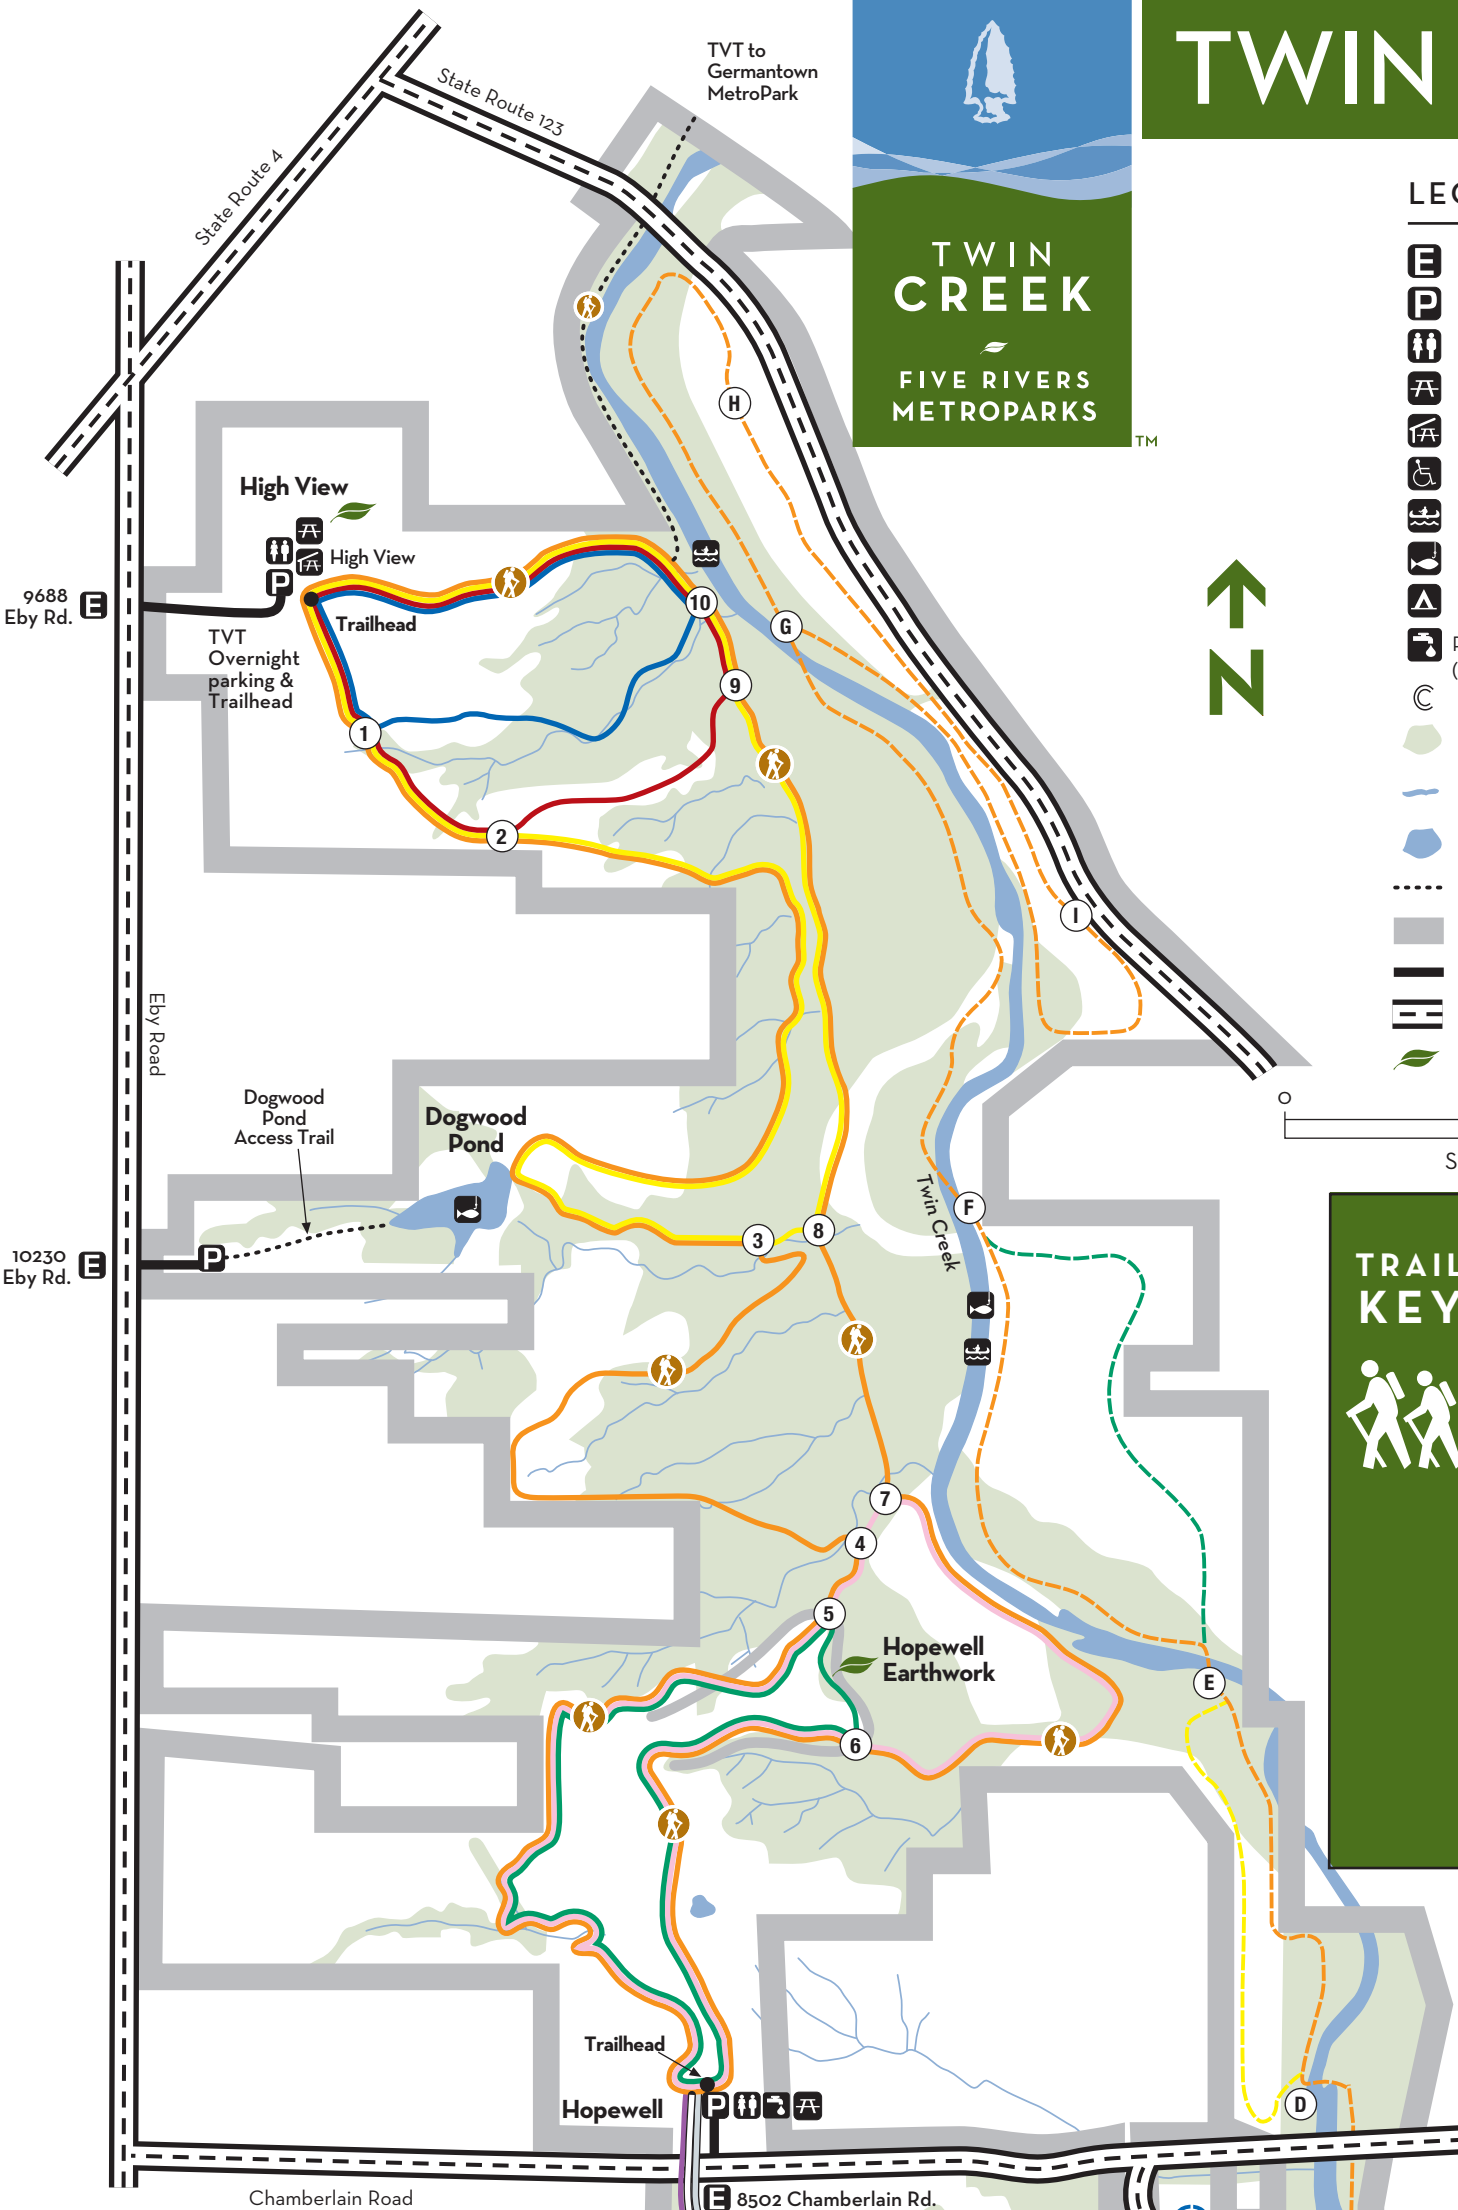 TVT to
Germantown
MetroPark
TWIN
State Route 123
State Route 4
TWIN
CREEK
FIVE RIVERS
METROPARKS
TM
E
P
H
High View
High View
P
9688
Eby Rd.
E
Trailhead
TVT
Overnight
parking &
Trailhead
10
G
9
1
2
N
I
Eby Road
Dogwood
Pond
Access Trail
Dogwood
Pond
O
Twin Creek
F
3
8
10230
Eby Rd.
E
P
TRAIL
KEY
7
4
5
Hopewell
Earthwork
E
6
Trailhead
Hopewell
P
D
Chamberlain Road
E
8502 Chamberlain Rd.